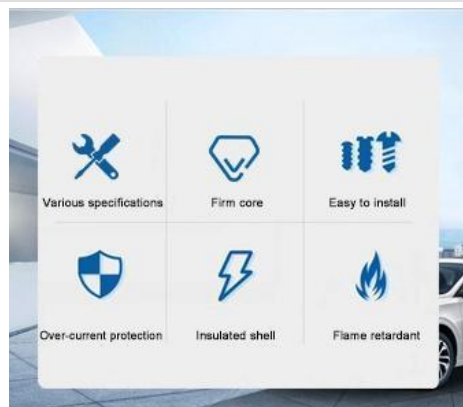 Various specifications
Firm core
Easy to install
Over-current protection
Insulated shell
Flame retardant